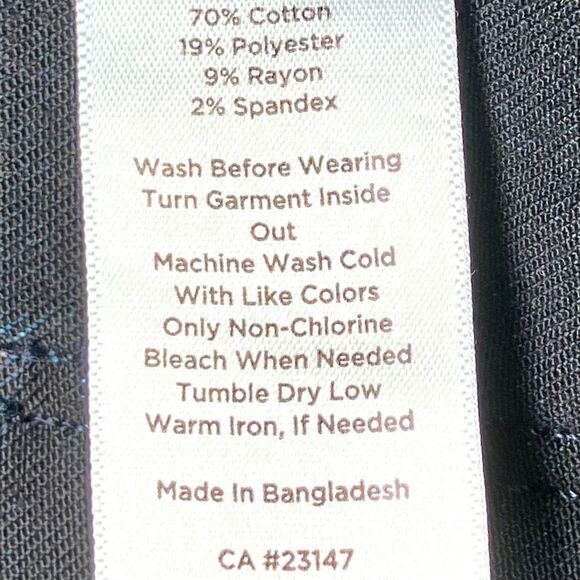 70% Cotton
19% Polyester
9% Rayon
2% Spandex
Wash Before Wearing
Turn Garment Inside
Out
Machine Wash Cold
With Like Colors
Only Non-Chlorine
Bleach When Needed
Tumble Dry Low
Warm Iron, If Needed
Made In Bangladesh
CA #23147